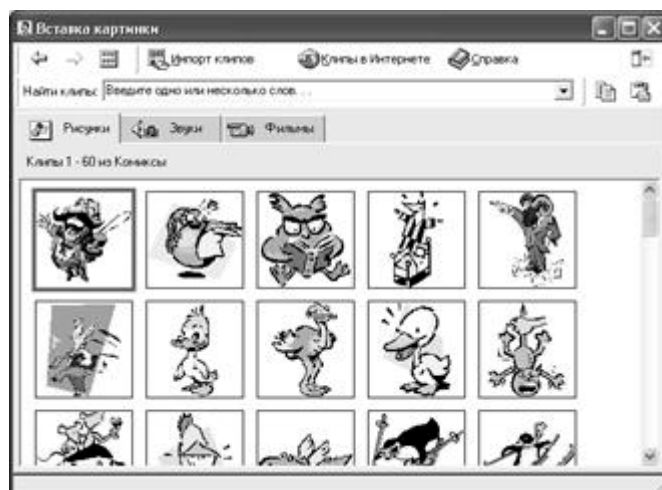 Вставка картинки
Импорт клипов Клипы в Интернете Справка
Найти клипы: Введите одно или несколько слов. . .
Рисунки Звуки Фильмы
Клипы 1 - 60 из Комиксы